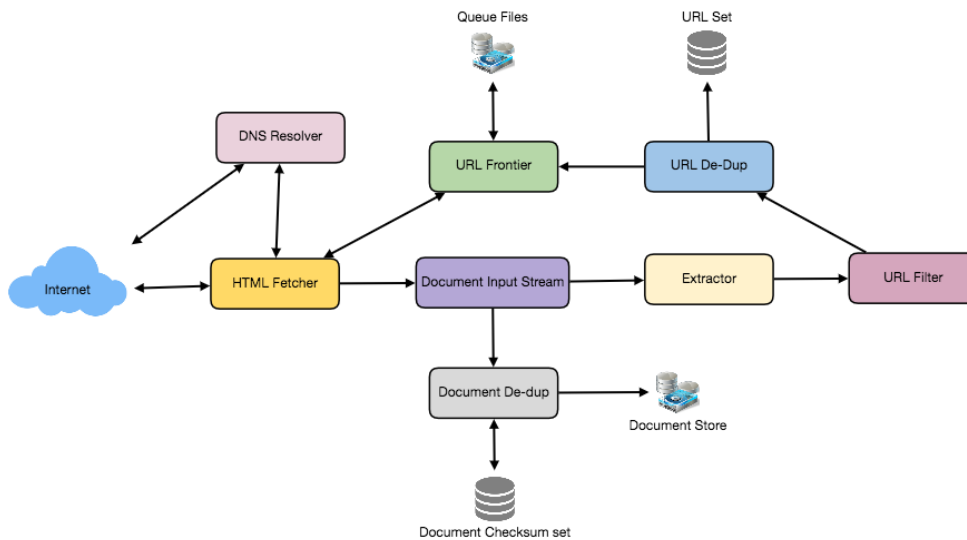 Queue Files
URL Set
DNS Resolver
URL Frontier
URL De-Dup
Internet
HTML Fetcher
Document Input Stream
Extractor
URL Filter
Document De-dup
Document Store
Document Checksum set